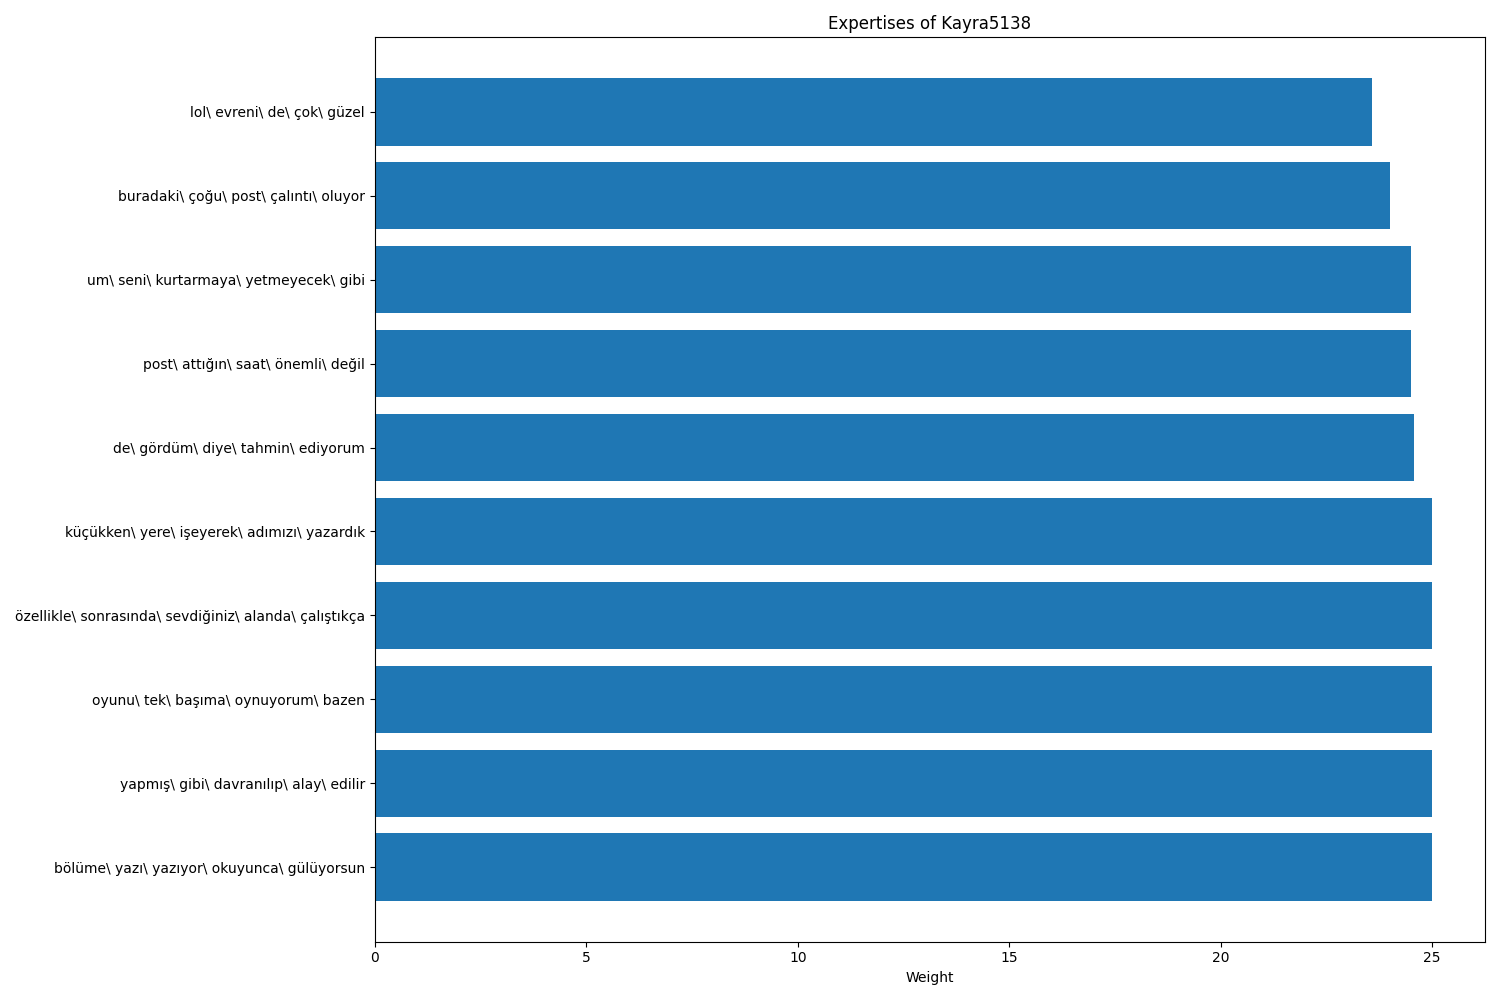 Expertises of Kayra5138
lol\ evreni\ de\ çok\ güzel
buradaki\ çoğu\ post\ çalıntı\ oluyor
um\ seni\ kurtarmaya\ yetmeyecek\ gibi
post\ attığın\ saat\ önemli\ değil
de\ gördüm\ diye\ tahmin\ ediyorum
küçükken\ yere\ işeyerek\ adımızı\ yazardık
özellikle\ sonrasında\ sevdiğiniz\ alanda\ çalıştıkça
oyunu\ tek\ başıma\ oynuyorum\ bazen
yapmış\ gibi\ davranılıp\ alay\ edilir
bölüme\ yazı\ yazıyor\ okuyunca\ gülüyorsun
0 5 10 15 20 25
Weight